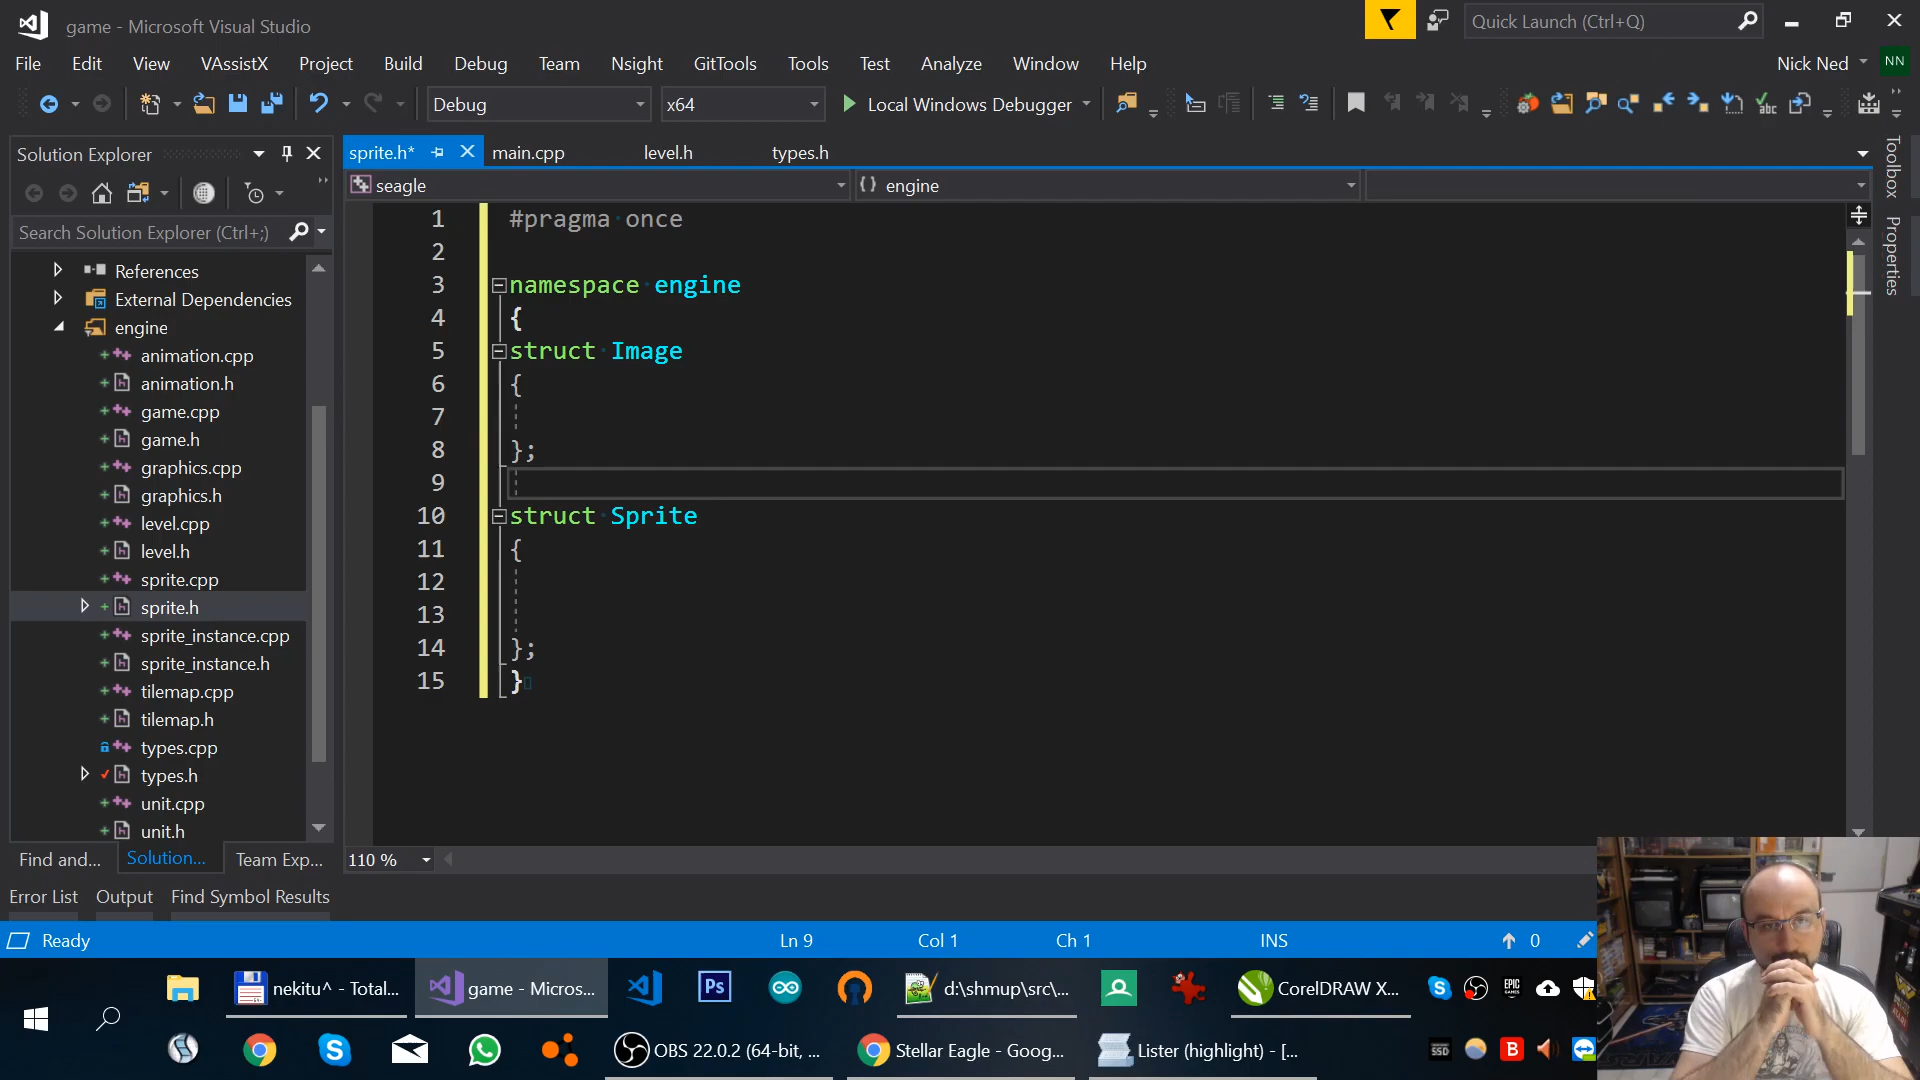 game - Microsoft Visual Studio
Quick Launch (Ctrl+Q)
File Edit View VAssistX Project Build Debug Team Nsight GitTools Tools Test Analyze Window Help
Nick Ned NN
Debug x64 Local Windows Debugger
Solution Explorer
sprite.h* main.cpp level.h types.h
seagle engine
Search Solution Explorer (Ctrl+;)
References
External Dependencies
engine
animation.cpp
animation.h
game.cpp
game.h
graphics.cpp
graphics.h
level.cpp
level.h
sprite.cpp
sprite.h
sprite_instance.cpp
sprite_instance.h
tilemap.cpp
tilemap.h
types.cpp
types.h
unit.cpp
unit.h
1 #pragma once
2
3 namespace engine
4 {
5 struct Image
6 {
7
8 };
9
10 struct Sprite
11 {
12
13
14 };
15 }
Toolbox
Properties
Find and... Solution... Team Exp...
110 %
Error List Output Find Symbol Results
Ready Ln 9 Col 1 Ch 1 INS 0
nekitu^ - Total... game - Micros... Ps d:\shmup\src\... CorelDRAW X... EPIC GAMES
OBS 22.0.2 (64-bit, ... Stellar Eagle - Goog... Lister (highlight) - [... SSD B